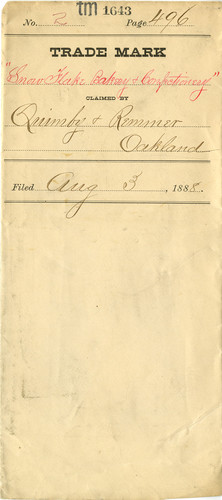 tm 1643
No. 2 Page 496
TRADE MARK
"Snow Flake Bakery & Confectionery"
CLAIMED BY
Quimby & Remmer
Oakland
Filed Aug 3, 1888.